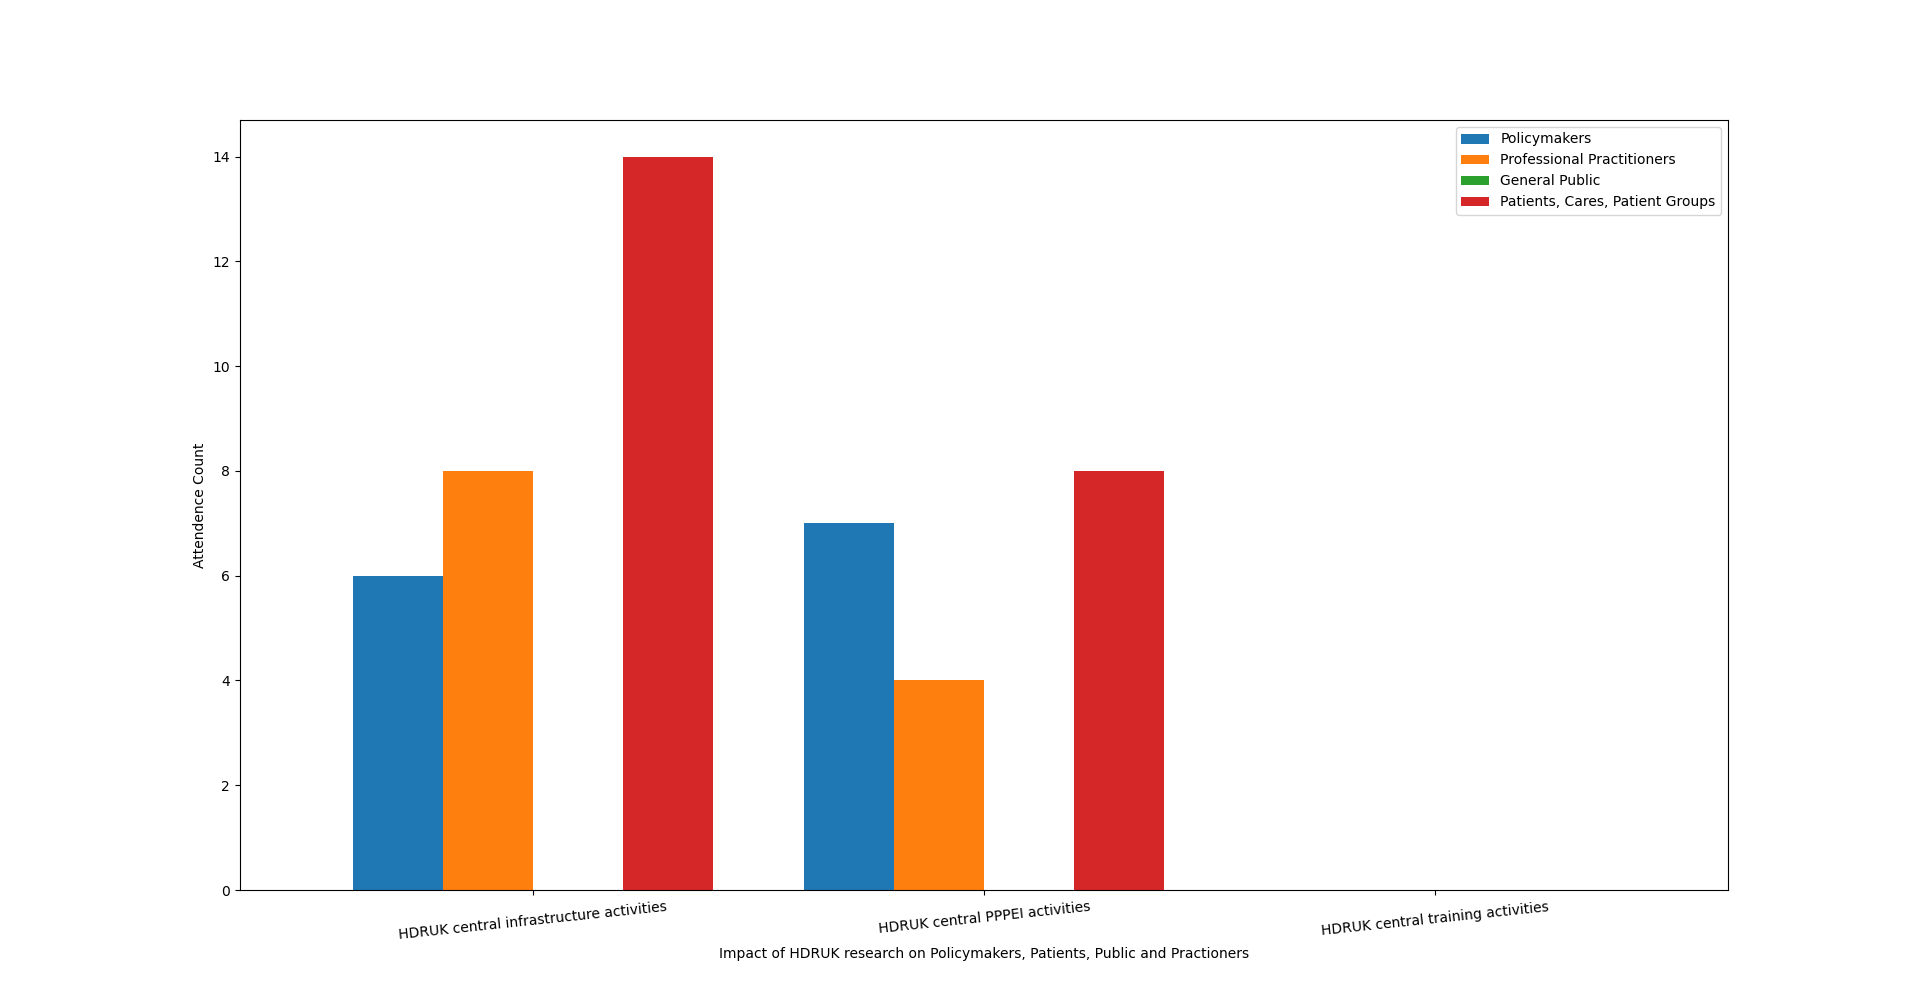 Policymakers
Professional Practitioners
General Public
Patients, Cares, Patient Groups
14
12
10
8
6
4
2
0
Attendence Count
HDRUK central infrastructure activities
HDRUK central PPPEI activities
HDRUK central training activities
Impact of HDRUK research on Policymakers, Patients, Public and Practioners